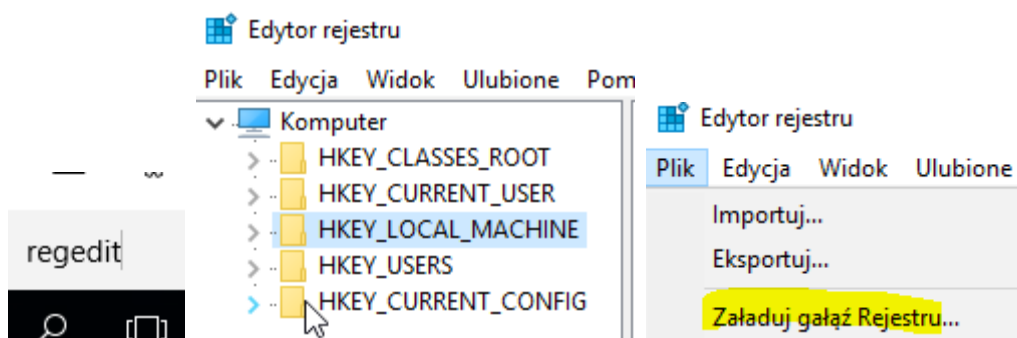 regedit
Edytor rejestru
Plik Edycja Widok Ulubione Pom
Komputer
HKEY_CLASSES_ROOT
HKEY_CURRENT_USER
HKEY_LOCAL_MACHINE
HKEY_USERS
HKEY_CURRENT_CONFIG
Edytor rejestru
Plik Edycja Widok Ulubione
Importuj...
Eksportuj...
Załaduj gałąź Rejestru...